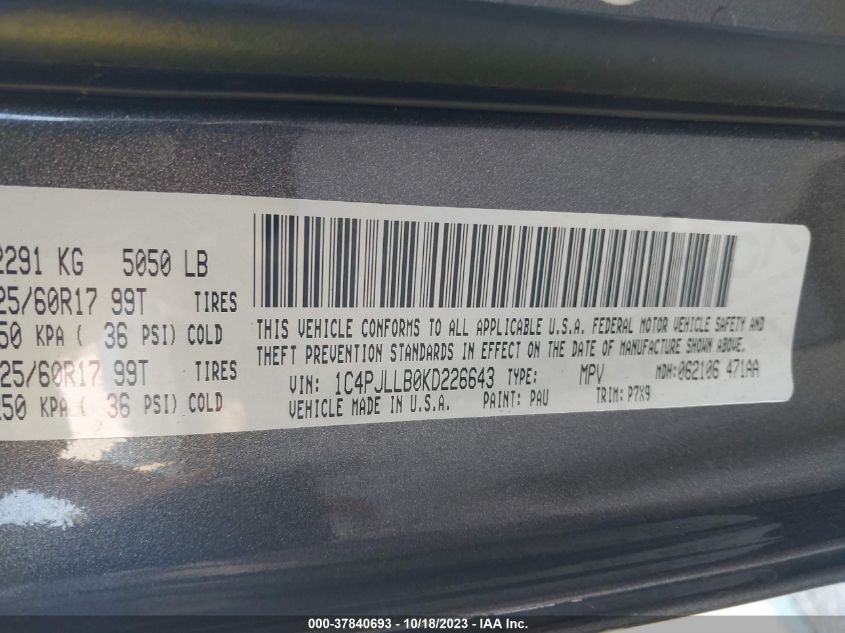 2291 KG 5050 LB
25/60R17 99T TIRES
50 KPA ( 36 PSI) COLD
25/60R17 99T TIRES
250 KPA ( 36 PSI) COLD
THIS VEHICLE CONFORMS TO ALL APPLICABLE U.S.A. FEDERAL MOTOR VEHICLE SAFETY AND
THEFT PREVENTION STANDARDS IN EFFECT ON THE DATE OF MANUFACTURE SHOWN ABOVE.
VIN: 1C4PJLLB0KD226643 TYPE: MPV MDH: 062106 471AA
VEHICLE MADE IN U.S.A. PAINT: PAU TRIM: P7X9
000-37840693 - 10/18/2023 - IAA Inc.